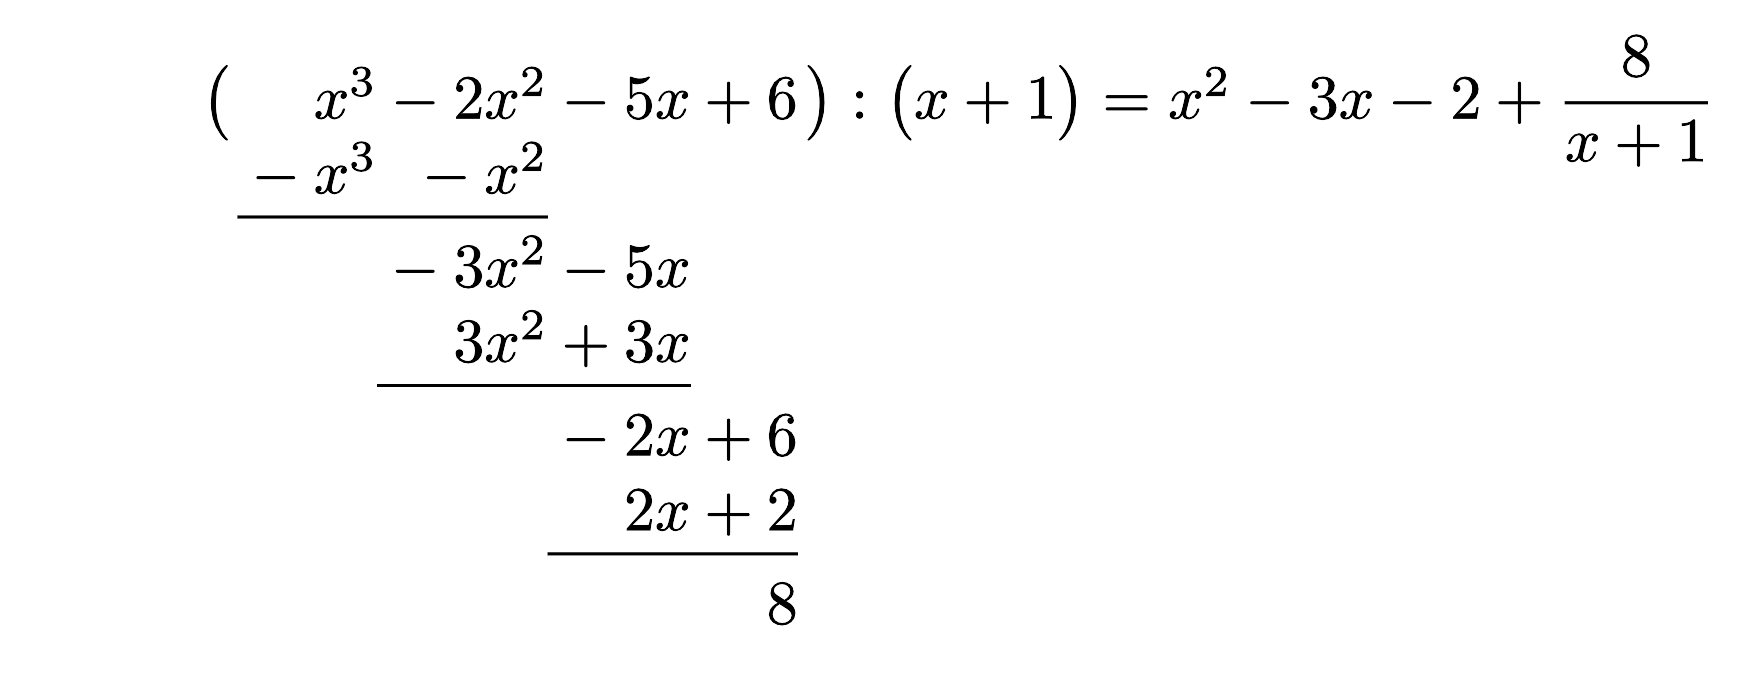 ( x³ − 2x² − 5x + 6 ) : (x + 1) = x² − 3x − 2 + 8/(x + 1)
− x³ − x²
− 3x² − 5x
3x² + 3x
− 2x + 6
2x + 2
8